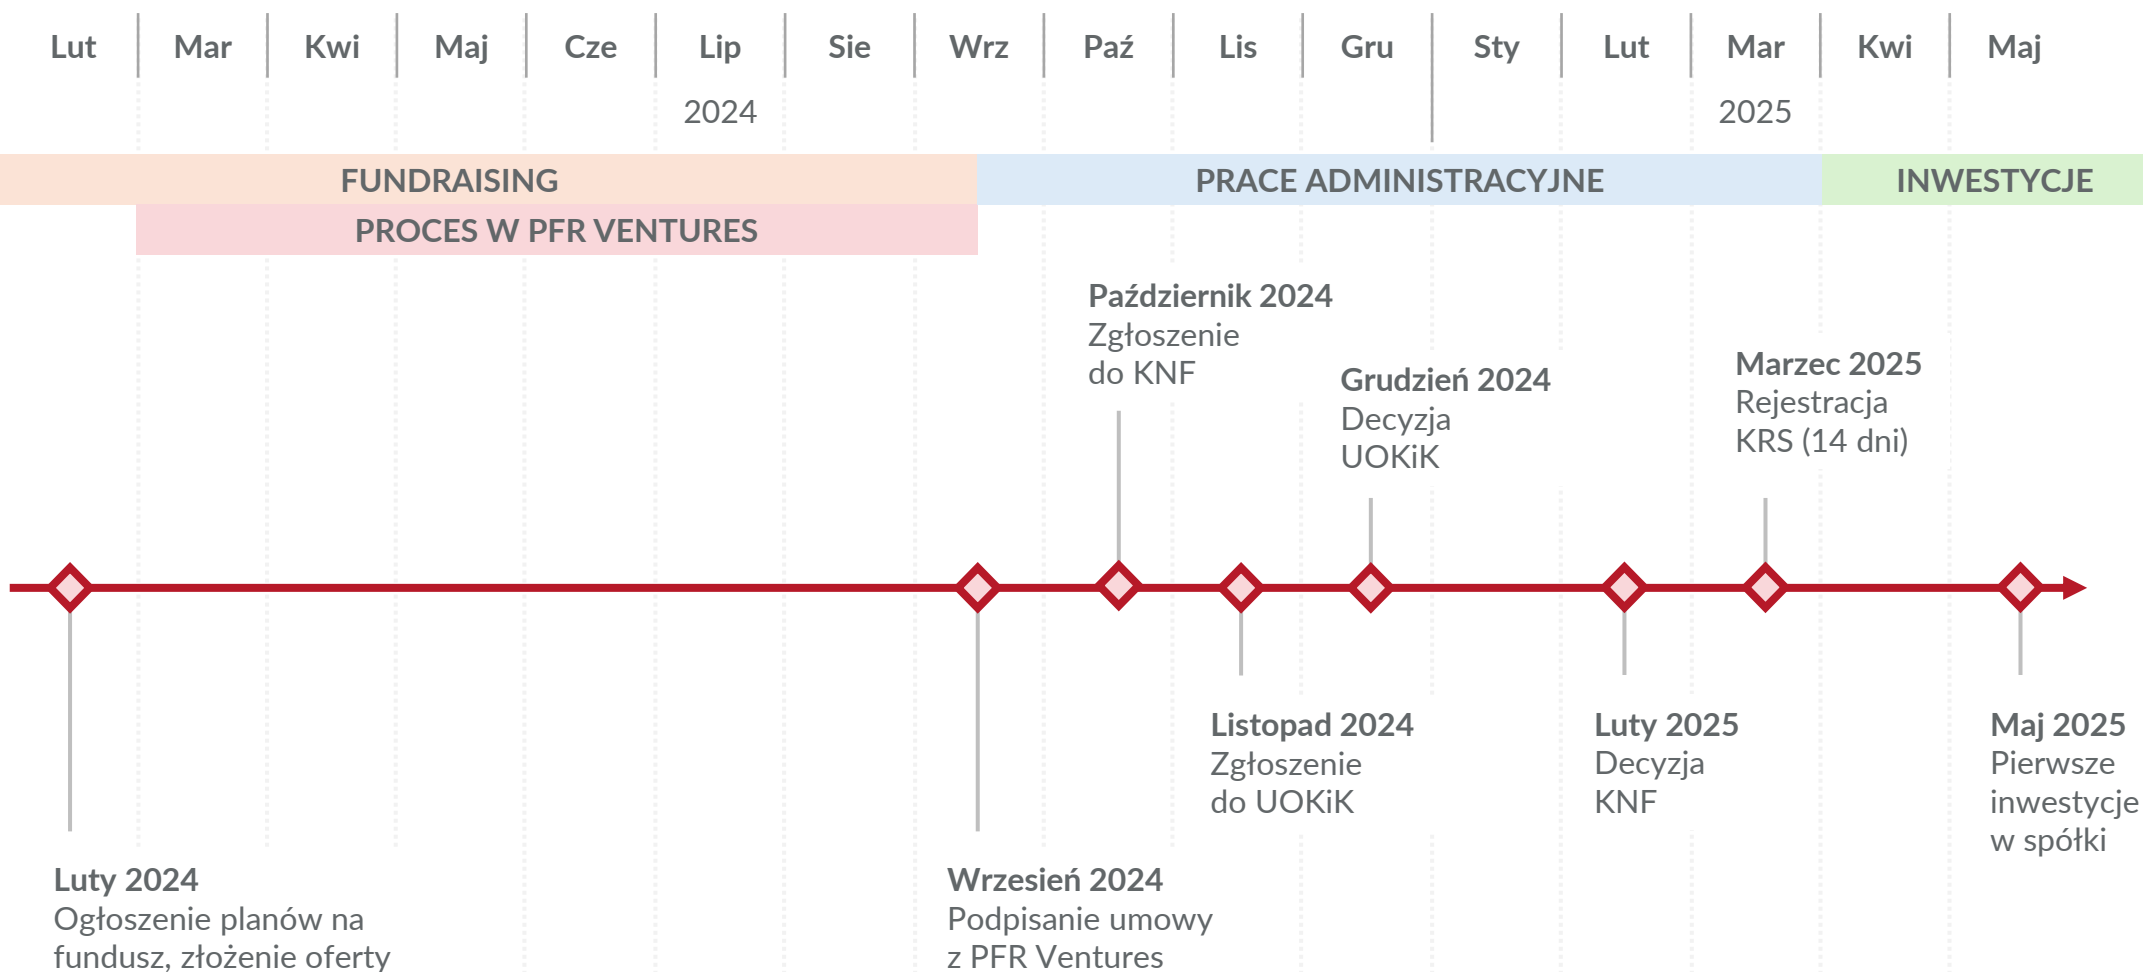 Lut Mar Kwi Maj Cze Lip Sie Wrz Paź Lis Gru Sty Lut Mar Kwi Maj
2024 2025
FUNDRAISING PRACE ADMINISTRACYJNE INWESTYCJE
PROCES W PFR VENTURES
Październik 2024
Zgłoszenie
do KNF
Grudzień 2024
Decyzja
UOKiK
Marzec 2025
Rejestracja
KRS (14 dni)
Listopad 2024
Zgłoszenie
do UOKiK
Luty 2025
Decyzja
KNF
Maj 2025
Pierwsze
inwestycje
w spółki
Luty 2024
Ogłoszenie planów na
fundusz, złożenie oferty
Wrzesień 2024
Podpisanie umowy
z PFR Ventures